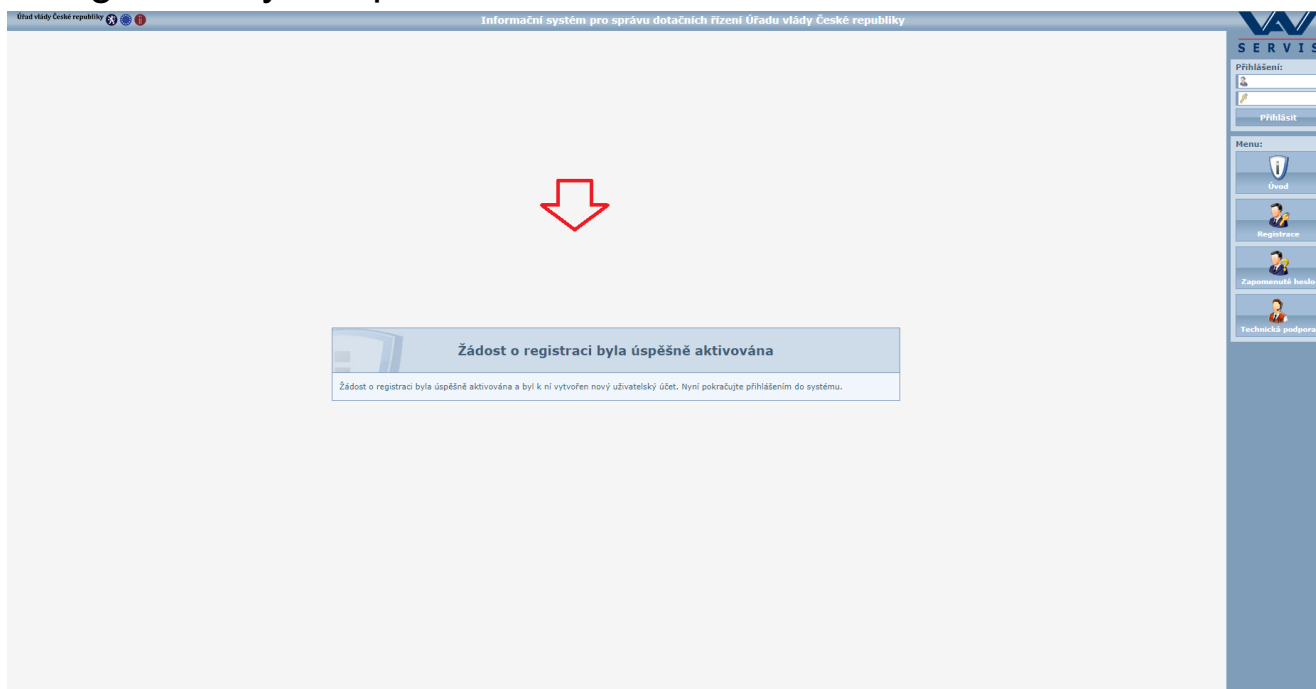 Úřad vlády České republiky
Informační systém pro správu dotačních řízení Úřadu vlády České republiky
VAV
SERVIS
Přihlášení:
Přihlásit
Menu:
Úvod
Registrace
Zapomenuté heslo
Technická podpora
Žádost o registraci byla úspěšně aktivována
Žádost o registraci byla úspěšně aktivována a byl k ní vytvořen nový uživatelský účet. Nyní pokračujte přihlášením do systému.